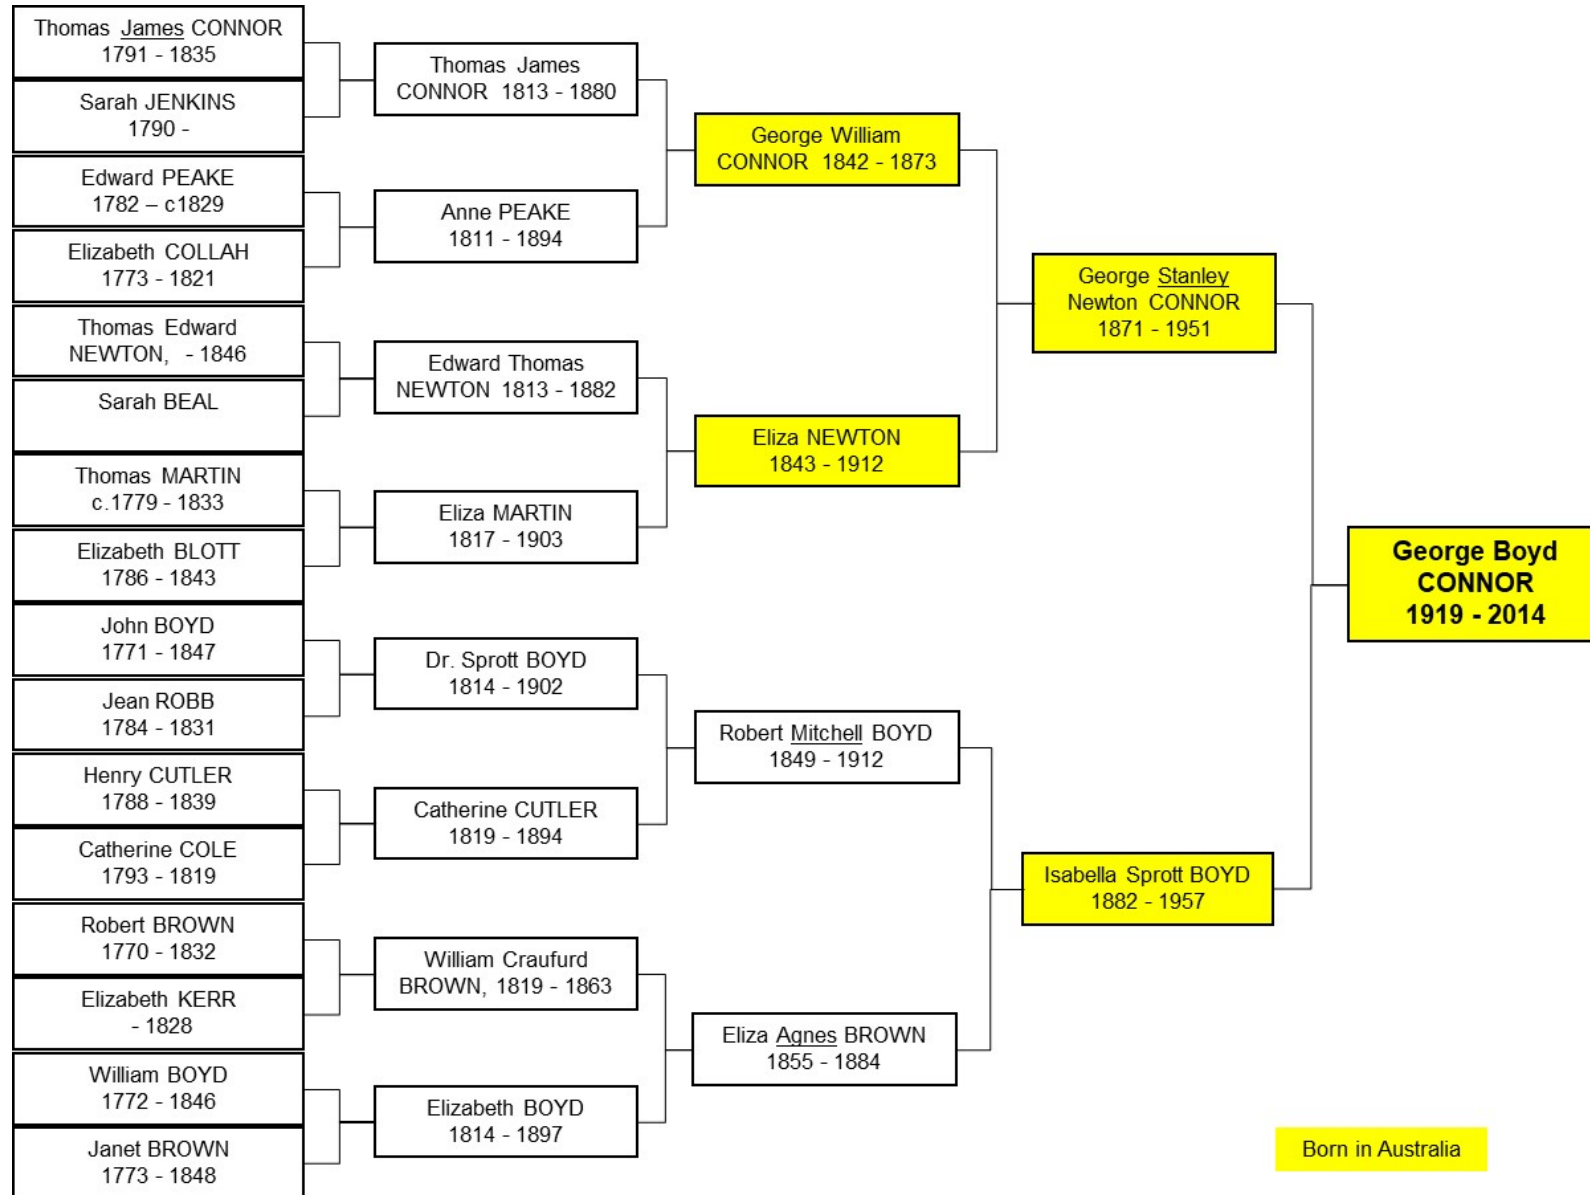 Thomas James CONNOR
1791 - 1835
Sarah JENKINS
1790 -
Edward PEAKE
1782 – c1829
Elizabeth COLLAH
1773 - 1821
Thomas Edward
NEWTON,  - 1846
Sarah BEAL
Thomas MARTIN
c.1779 - 1833
Elizabeth BLOTT
1786 - 1843
John BOYD
1771 - 1847
Jean ROBB
1784 - 1831
Henry CUTLER
1788 - 1839
Catherine COLE
1793 - 1819
Robert BROWN
1770 - 1832
Elizabeth KERR
- 1828
William BOYD
1772 - 1846
Janet BROWN
1773 - 1848
Thomas James
CONNOR 1813 - 1880
Anne PEAKE
1811 - 1894
Edward Thomas
NEWTON 1813 - 1882
Eliza MARTIN
1817 - 1903
Dr. Sprott BOYD
1814 - 1902
Catherine CUTLER
1819 - 1894
William Craufurd
BROWN, 1819 - 1863
Elizabeth BOYD
1814 - 1897
George William
CONNOR 1842 - 1873
Eliza NEWTON
1843 - 1912
Robert Mitchell BOYD
1849 - 1912
Eliza Agnes BROWN
1855 - 1884
George Stanley
Newton CONNOR
1871 - 1951
Isabella Sprott BOYD
1882 - 1957
George Boyd
CONNOR
1919 - 2014
Born in Australia